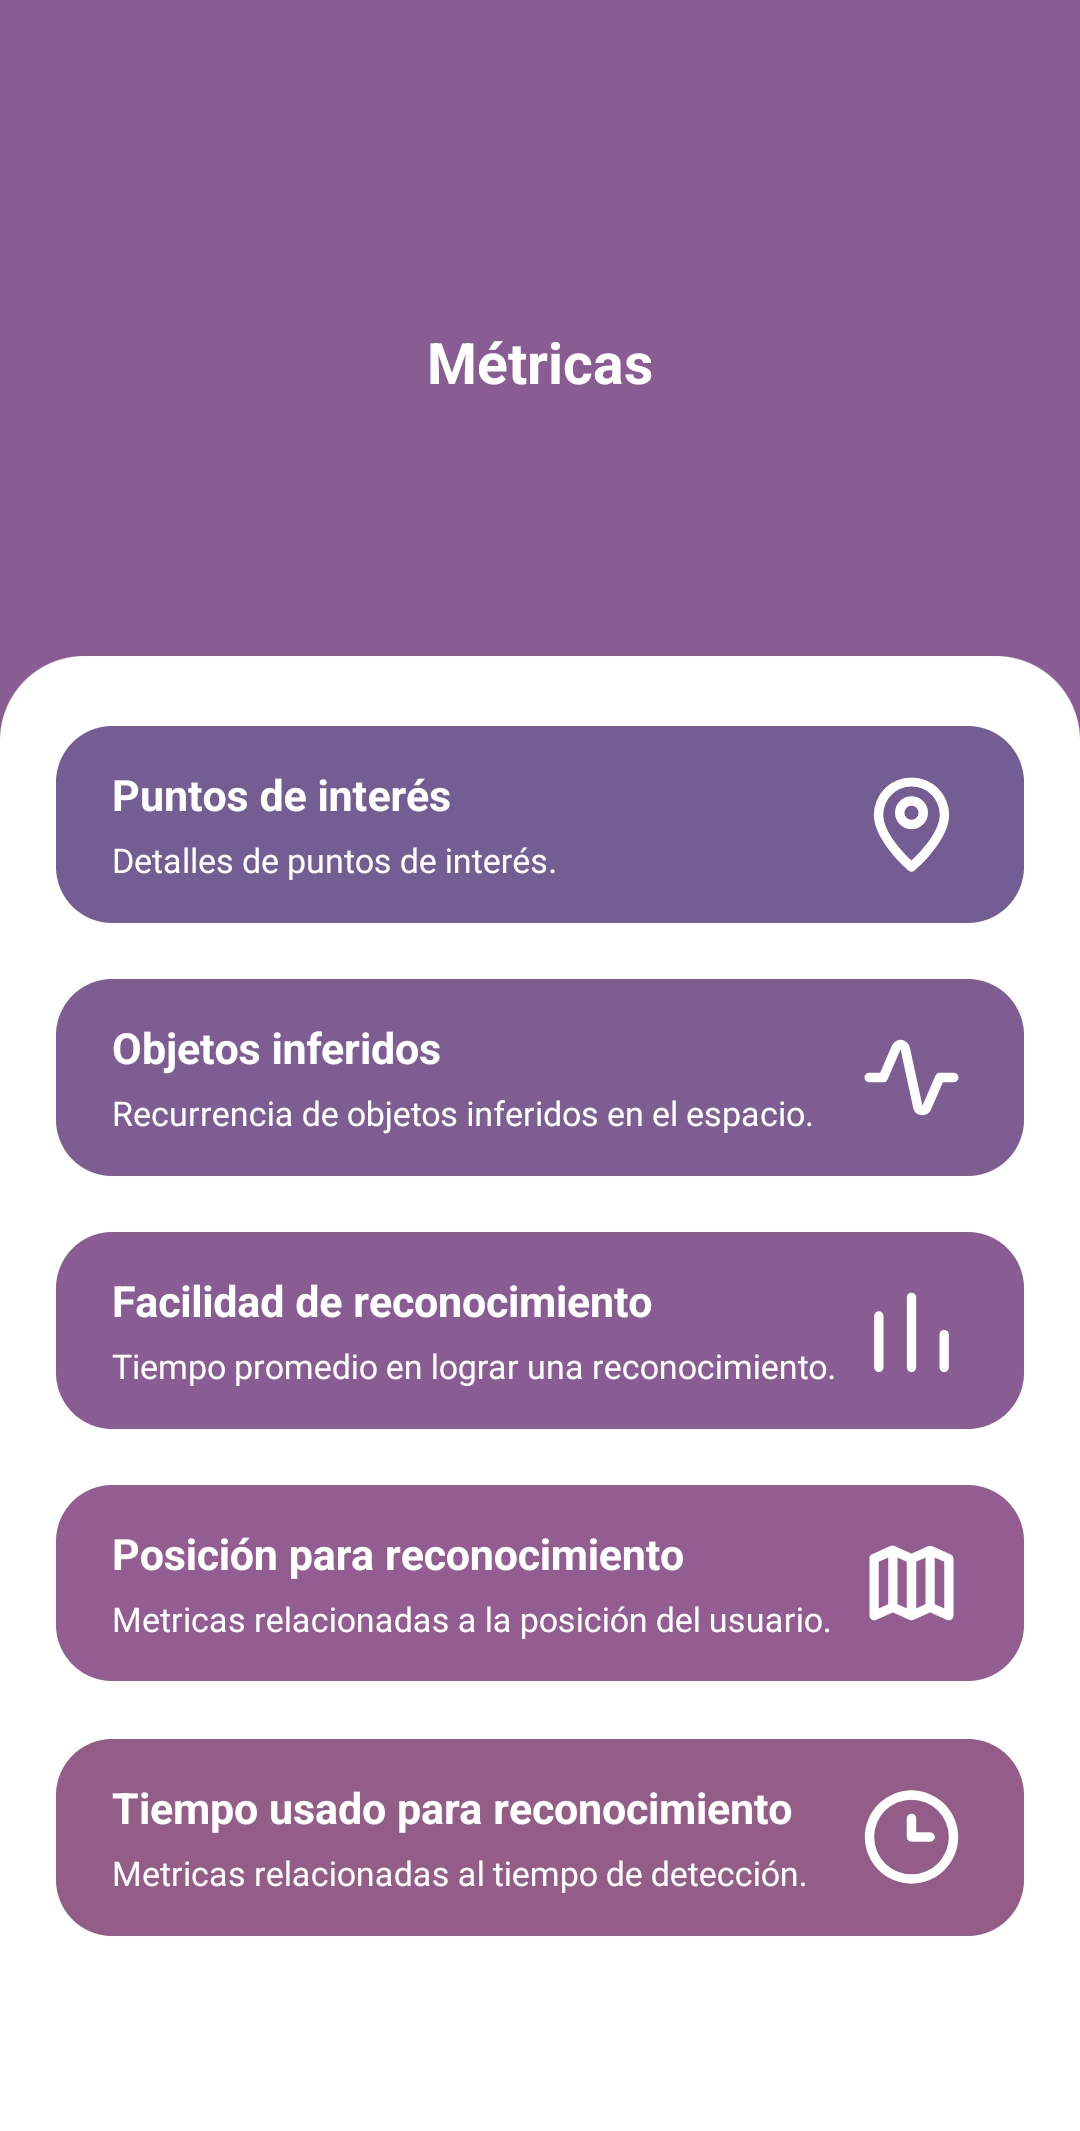 Métricas
Puntos de interés
Detalles de puntos de interés.
Objetos inferidos
Recurrencia de objetos inferidos en el espacio.
Facilidad de reconocimiento
Tiempo promedio en lograr una reconocimiento.
Posición para reconocimiento
Metricas relacionadas a la posición del usuario.
Tiempo usado para reconocimiento
Metricas relacionadas al tiempo de detección.